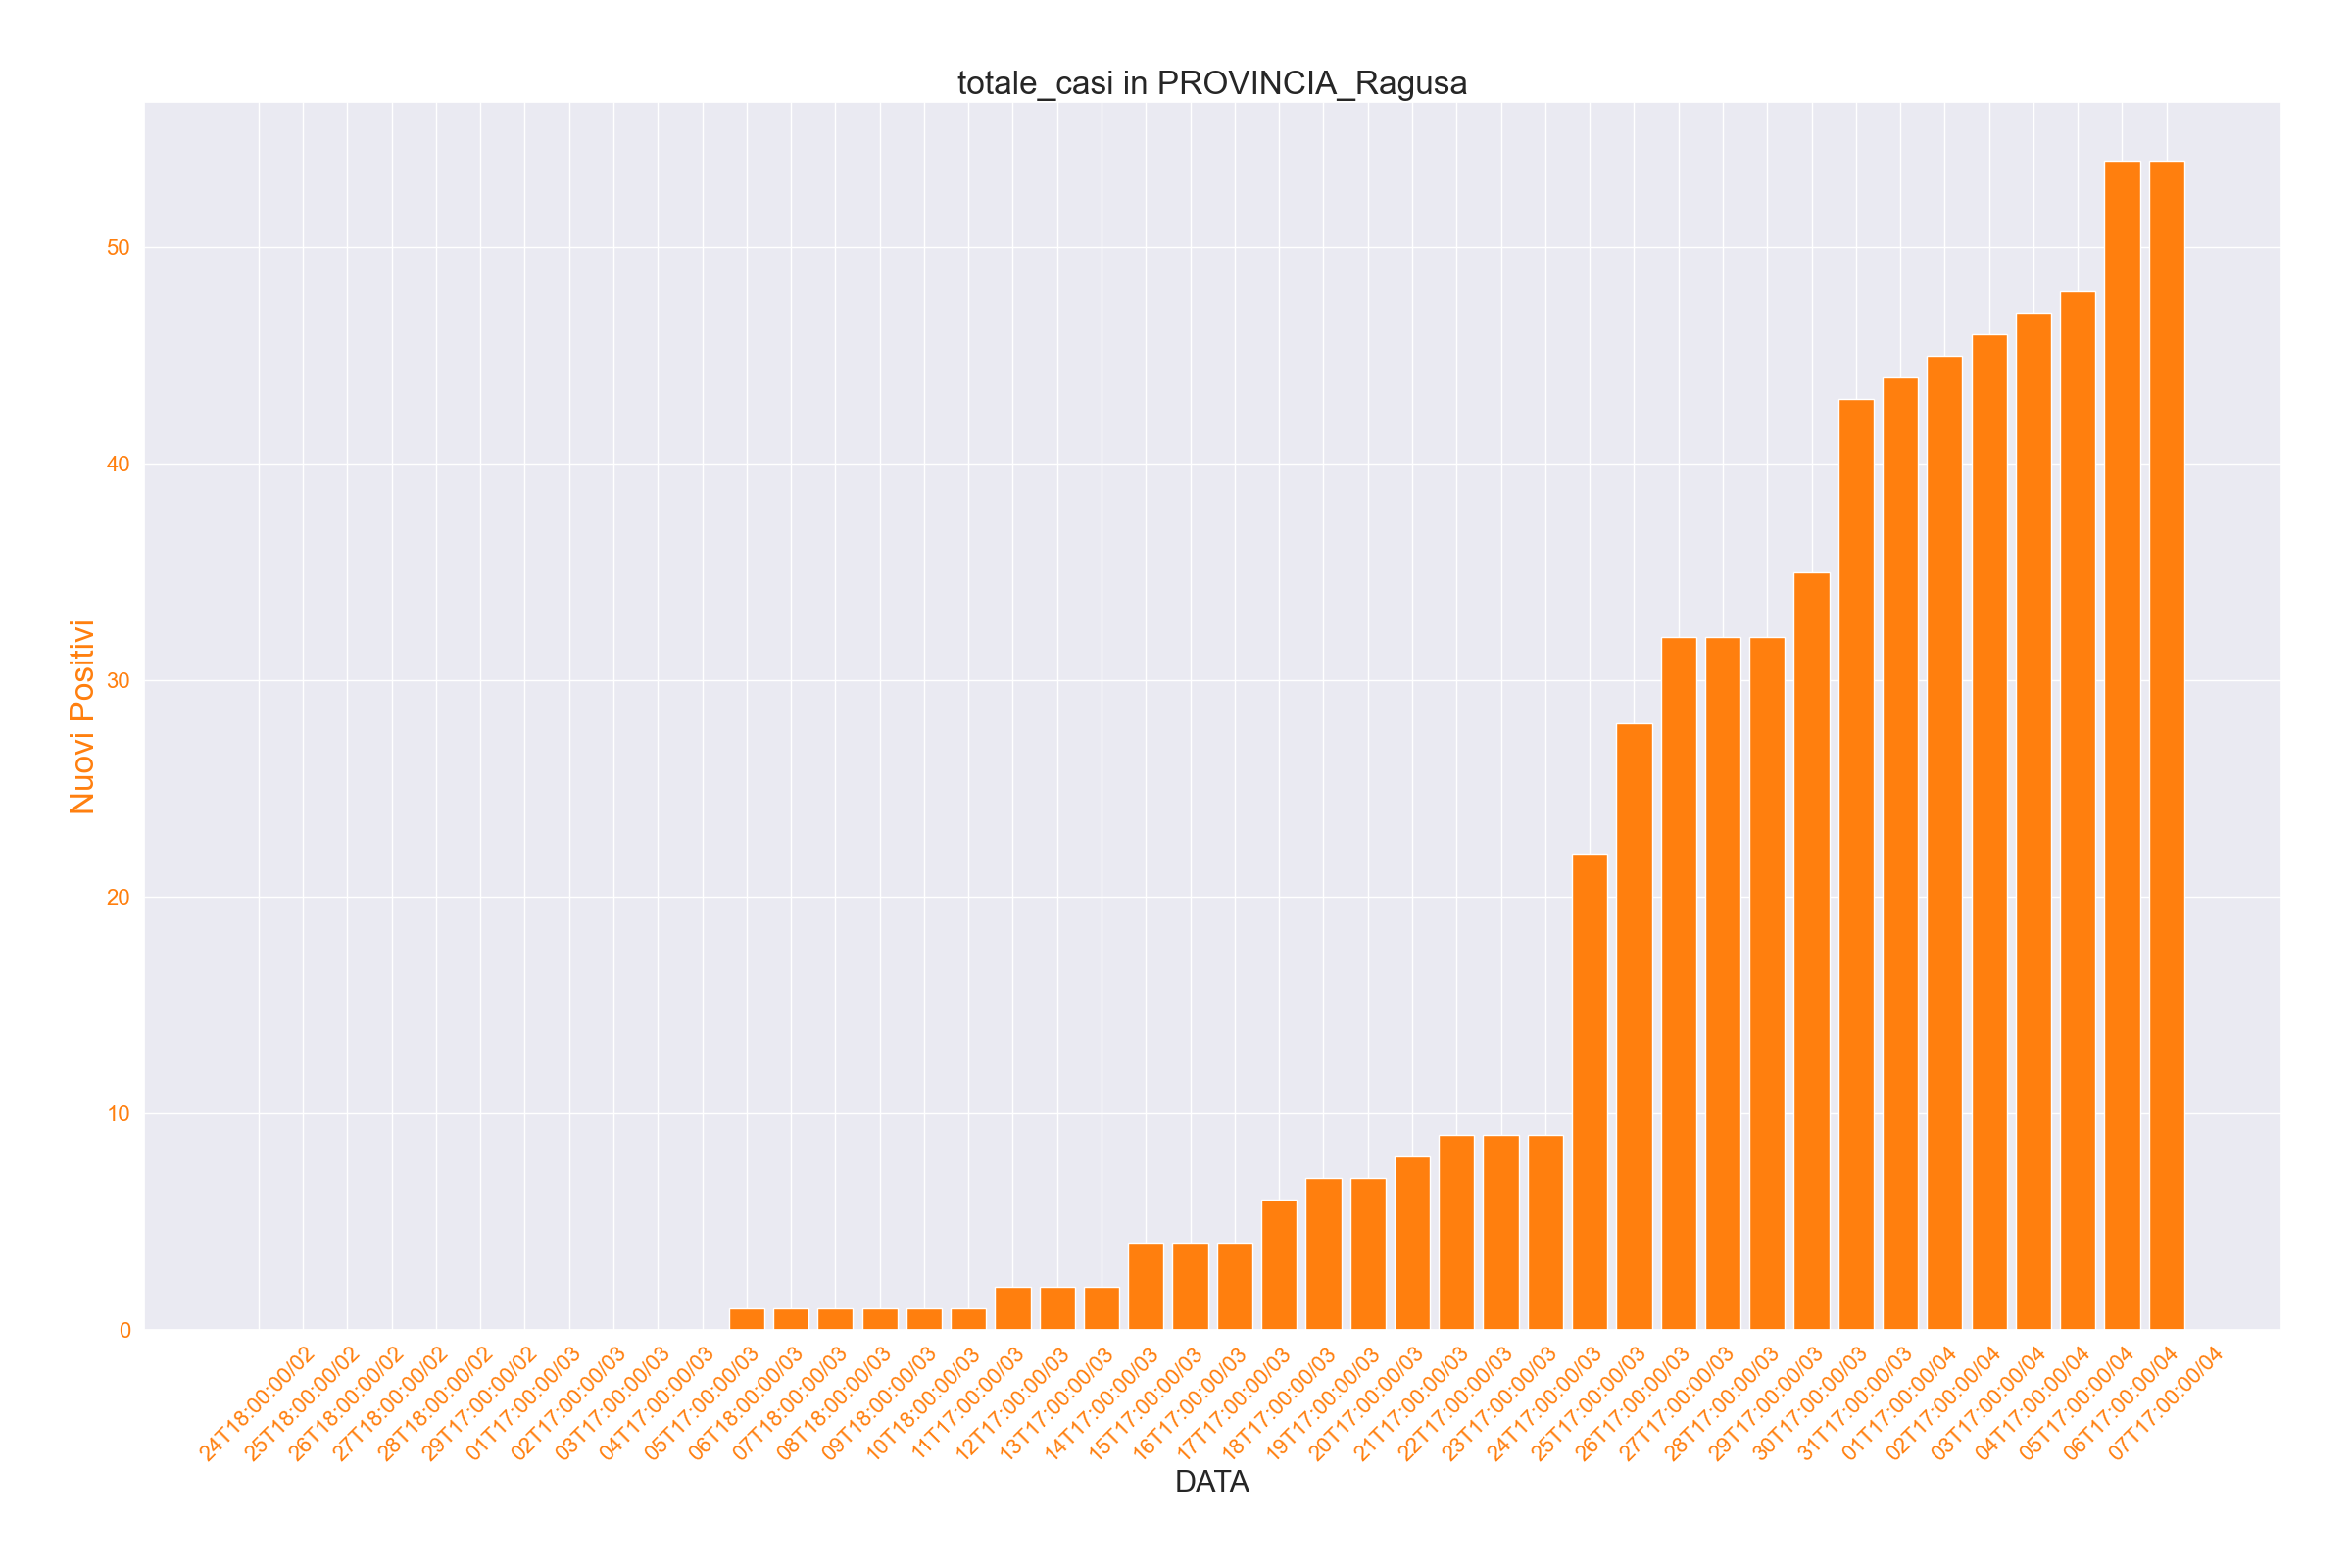 totale_casi in PROVINCIA_Ragusa
50
40
30
20
10
0
Nuovi Positivi
24T18:00:00/02
25T18:00:00/02
26T18:00:00/02
27T18:00:00/02
28T18:00:00/02
29T17:00:00/02
01T17:00:00/03
02T17:00:00/03
03T17:00:00/03
04T17:00:00/03
05T17:00:00/03
06T18:00:00/03
07T18:00:00/03
08T18:00:00/03
09T18:00:00/03
10T18:00:00/03
11T17:00:00/03
12T17:00:00/03
13T17:00:00/03
14T17:00:00/03
15T17:00:00/03
16T17:00:00/03
17T17:00:00/03
18T17:00:00/03
19T17:00:00/03
20T17:00:00/03
21T17:00:00/03
22T17:00:00/03
23T17:00:00/03
24T17:00:00/03
25T17:00:00/03
26T17:00:00/03
27T17:00:00/03
28T17:00:00/03
29T17:00:00/03
30T17:00:00/03
31T17:00:00/03
01T17:00:00/04
02T17:00:00/04
03T17:00:00/04
04T17:00:00/04
05T17:00:00/04
06T17:00:00/04
07T17:00:00/04
DATA